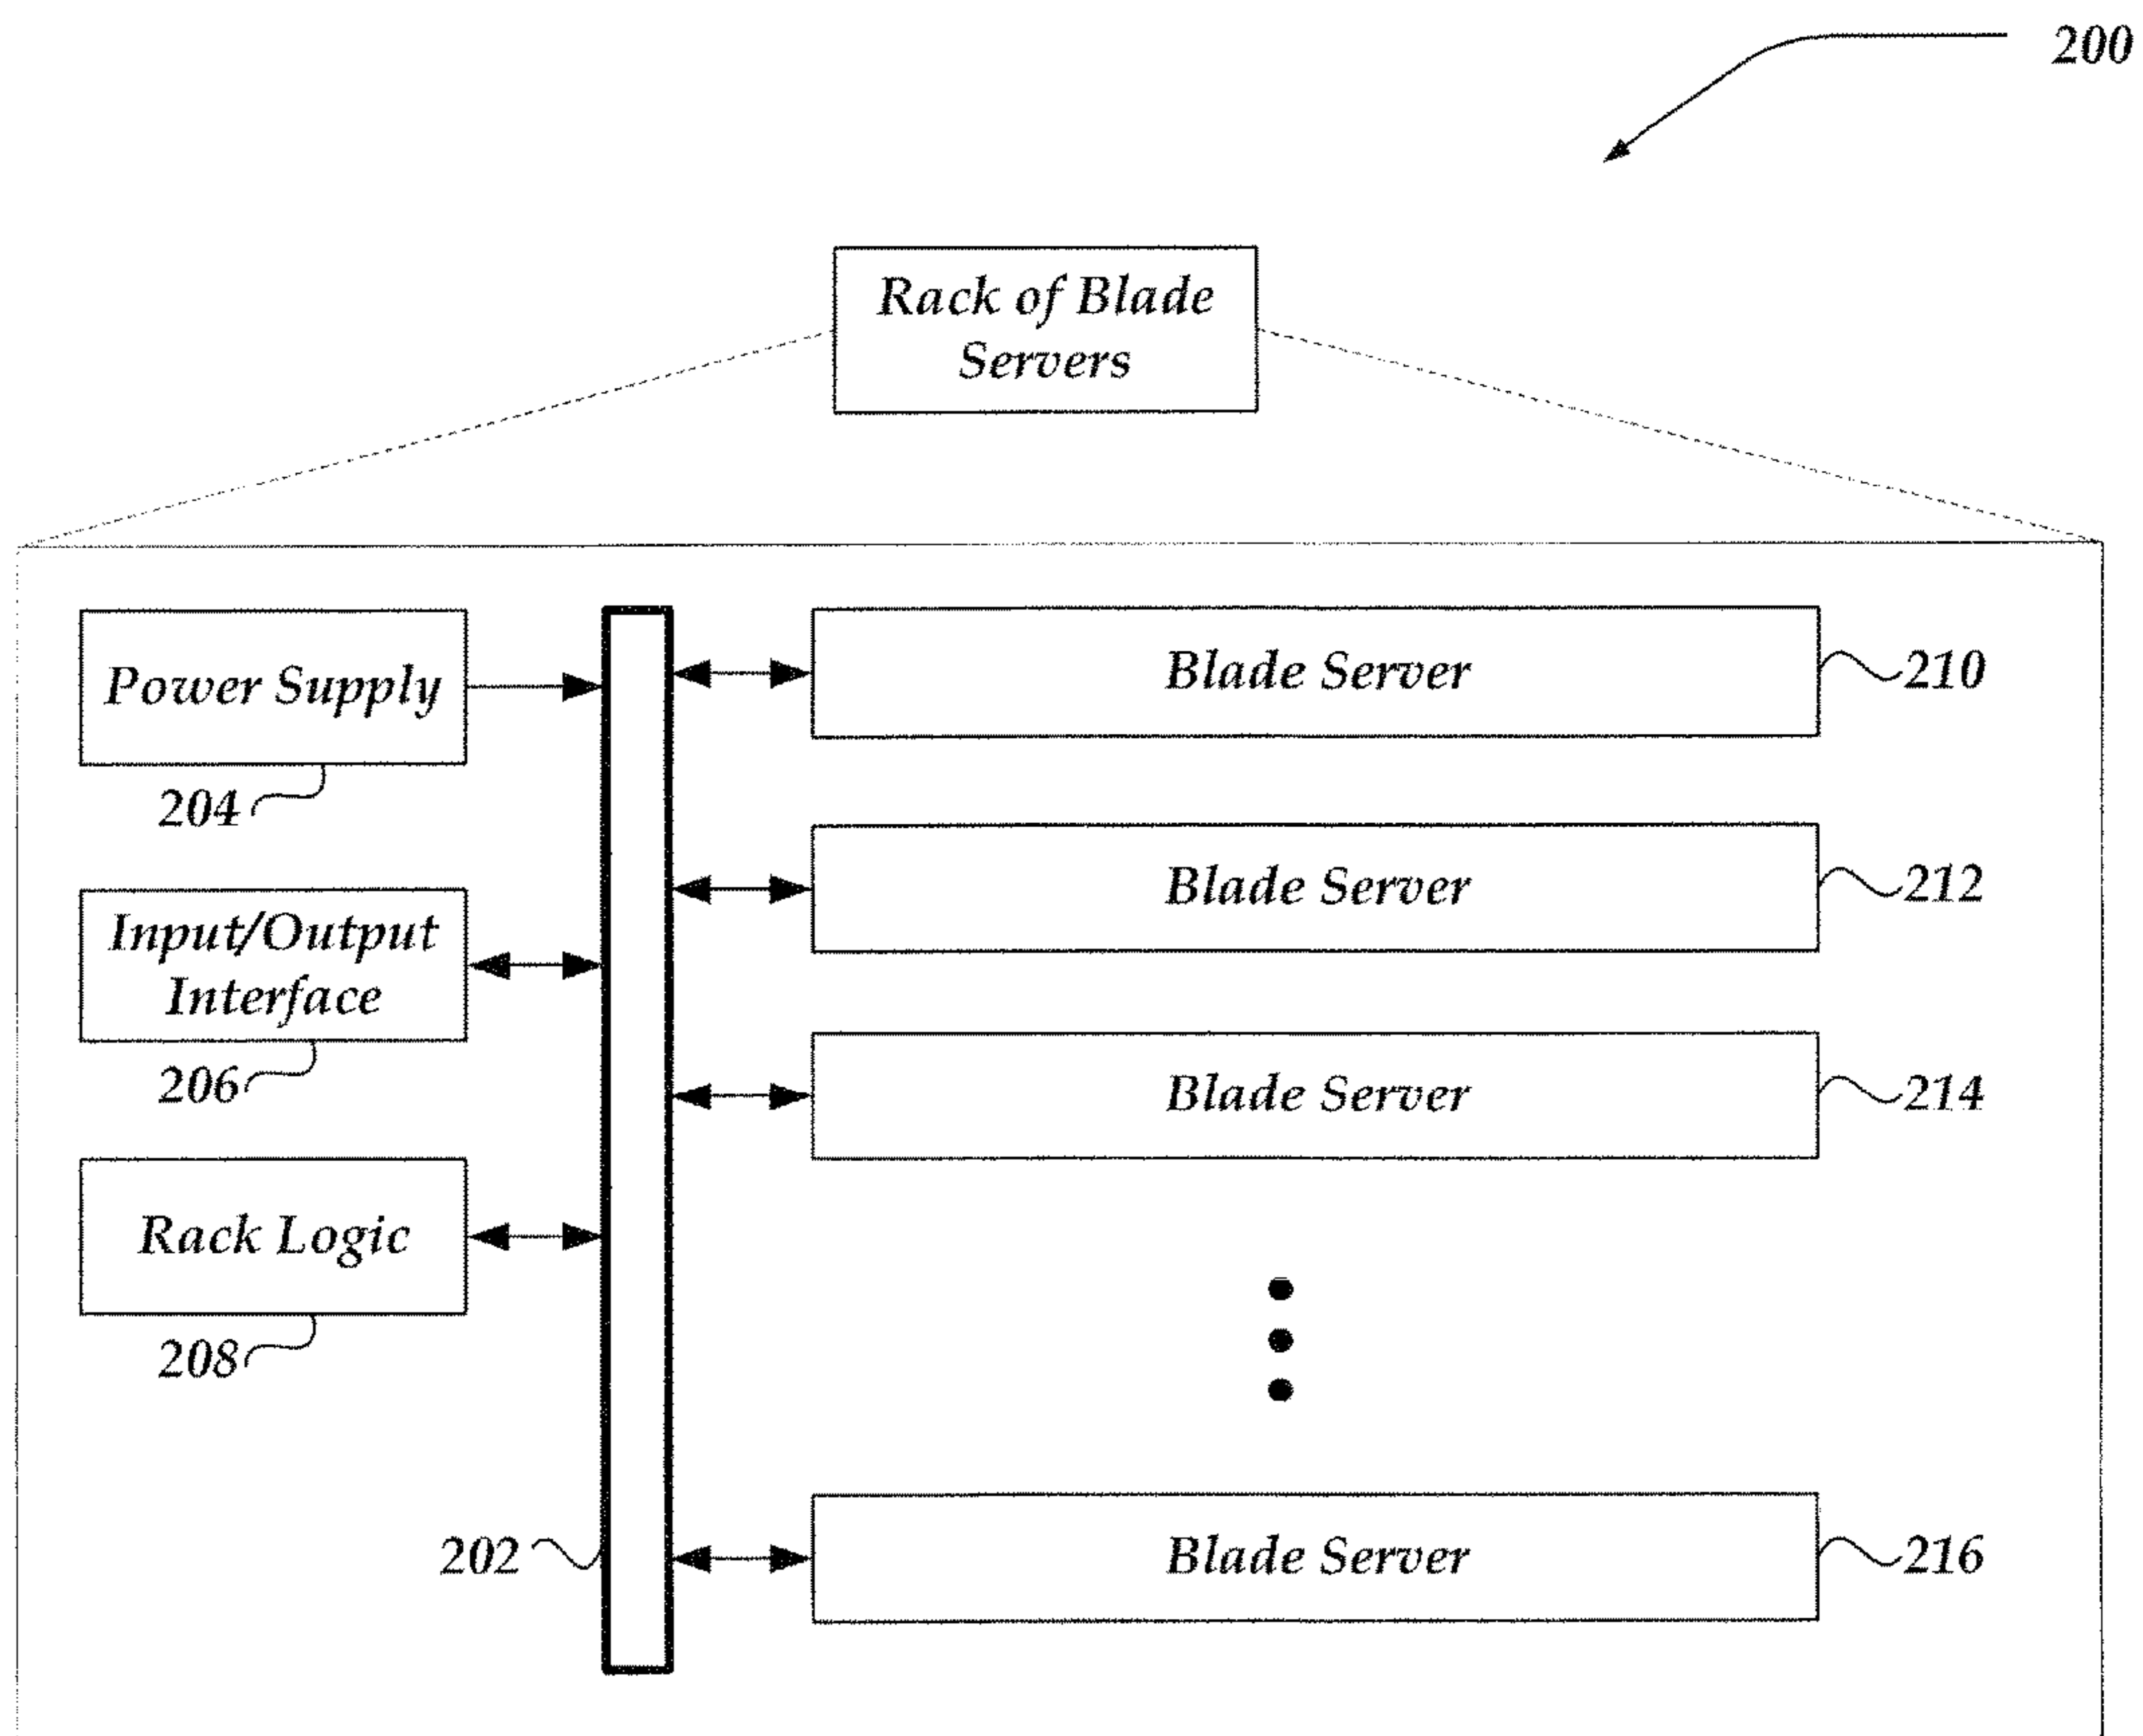 200
Rack of Blade
Servers
Power Supply
204
Input/Output
Interface
206
Rack Logic
208
202
Blade Server
210
Blade Server
212
Blade Server
214
Blade Server
216